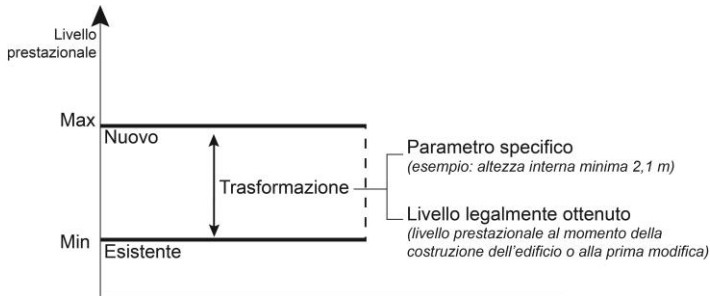 Livello
prestazionale
Max
Nuovo
Parametro specifico
(esempio: altezza interna minima 2,1 m)
Trasformazione
Livello legalmente ottenuto
(livello prestazionale al momento della
costruzione dell'edificio o alla prima modifica)
Min
Esistente